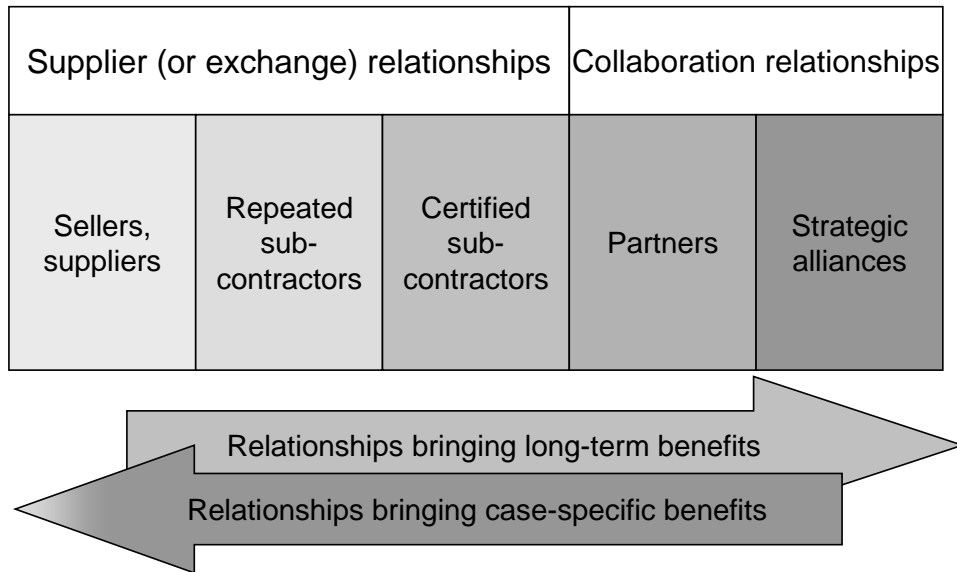 Supplier (or exchange) relationships
Collaboration relationships
Sellers,
suppliers
Repeated
sub-
contractors
Certified
sub-
contractors
Partners
Strategic
alliances
Relationships bringing long-term benefits
Relationships bringing case-specific benefits